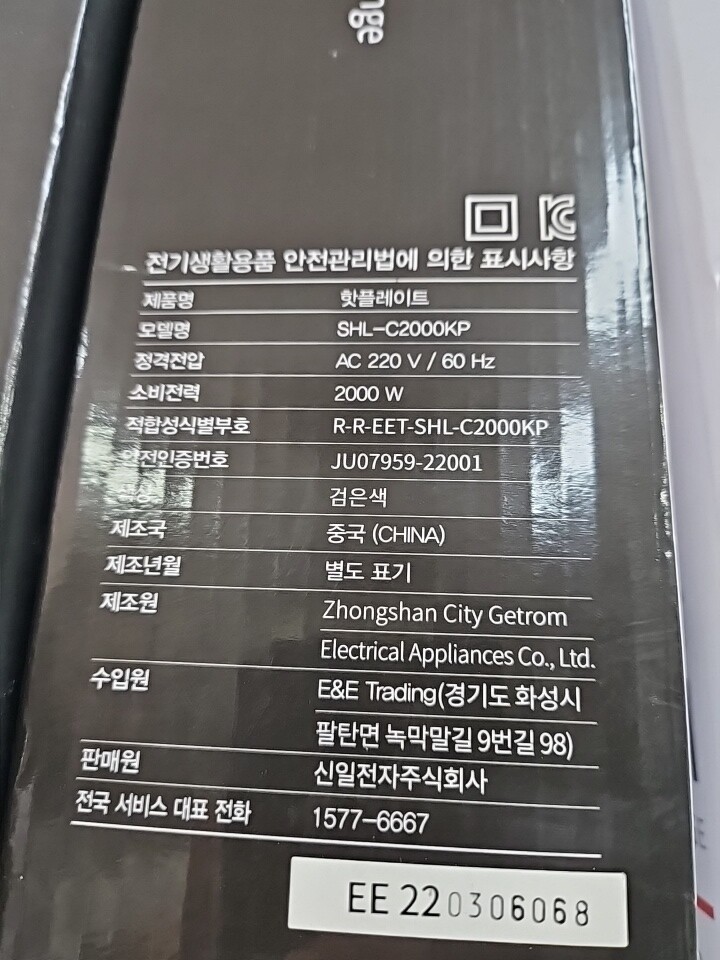 nge
전기생활용품 안전관리법에 의한 표시사항
제품명 핫플레이트
모델명 SHL-C2000KP
정격전압 AC 220 V / 60 Hz
소비전력 2000 W
적합성식별부호 R-R-EET-SHL-C2000KP
안전인증번호 JU07959-22001
색상 검은색
제조국 중국 (CHINA)
제조년월 별도 표기
제조원 Zhongshan City Getrom
Electrical Appliances Co., Ltd.
수입원 E&E Trading(경기도 화성시
팔탄면 녹막말길 9번길 98)
판매원 신일전자주식회사
전국 서비스 대표 전화 1577-6667
EE 220306068